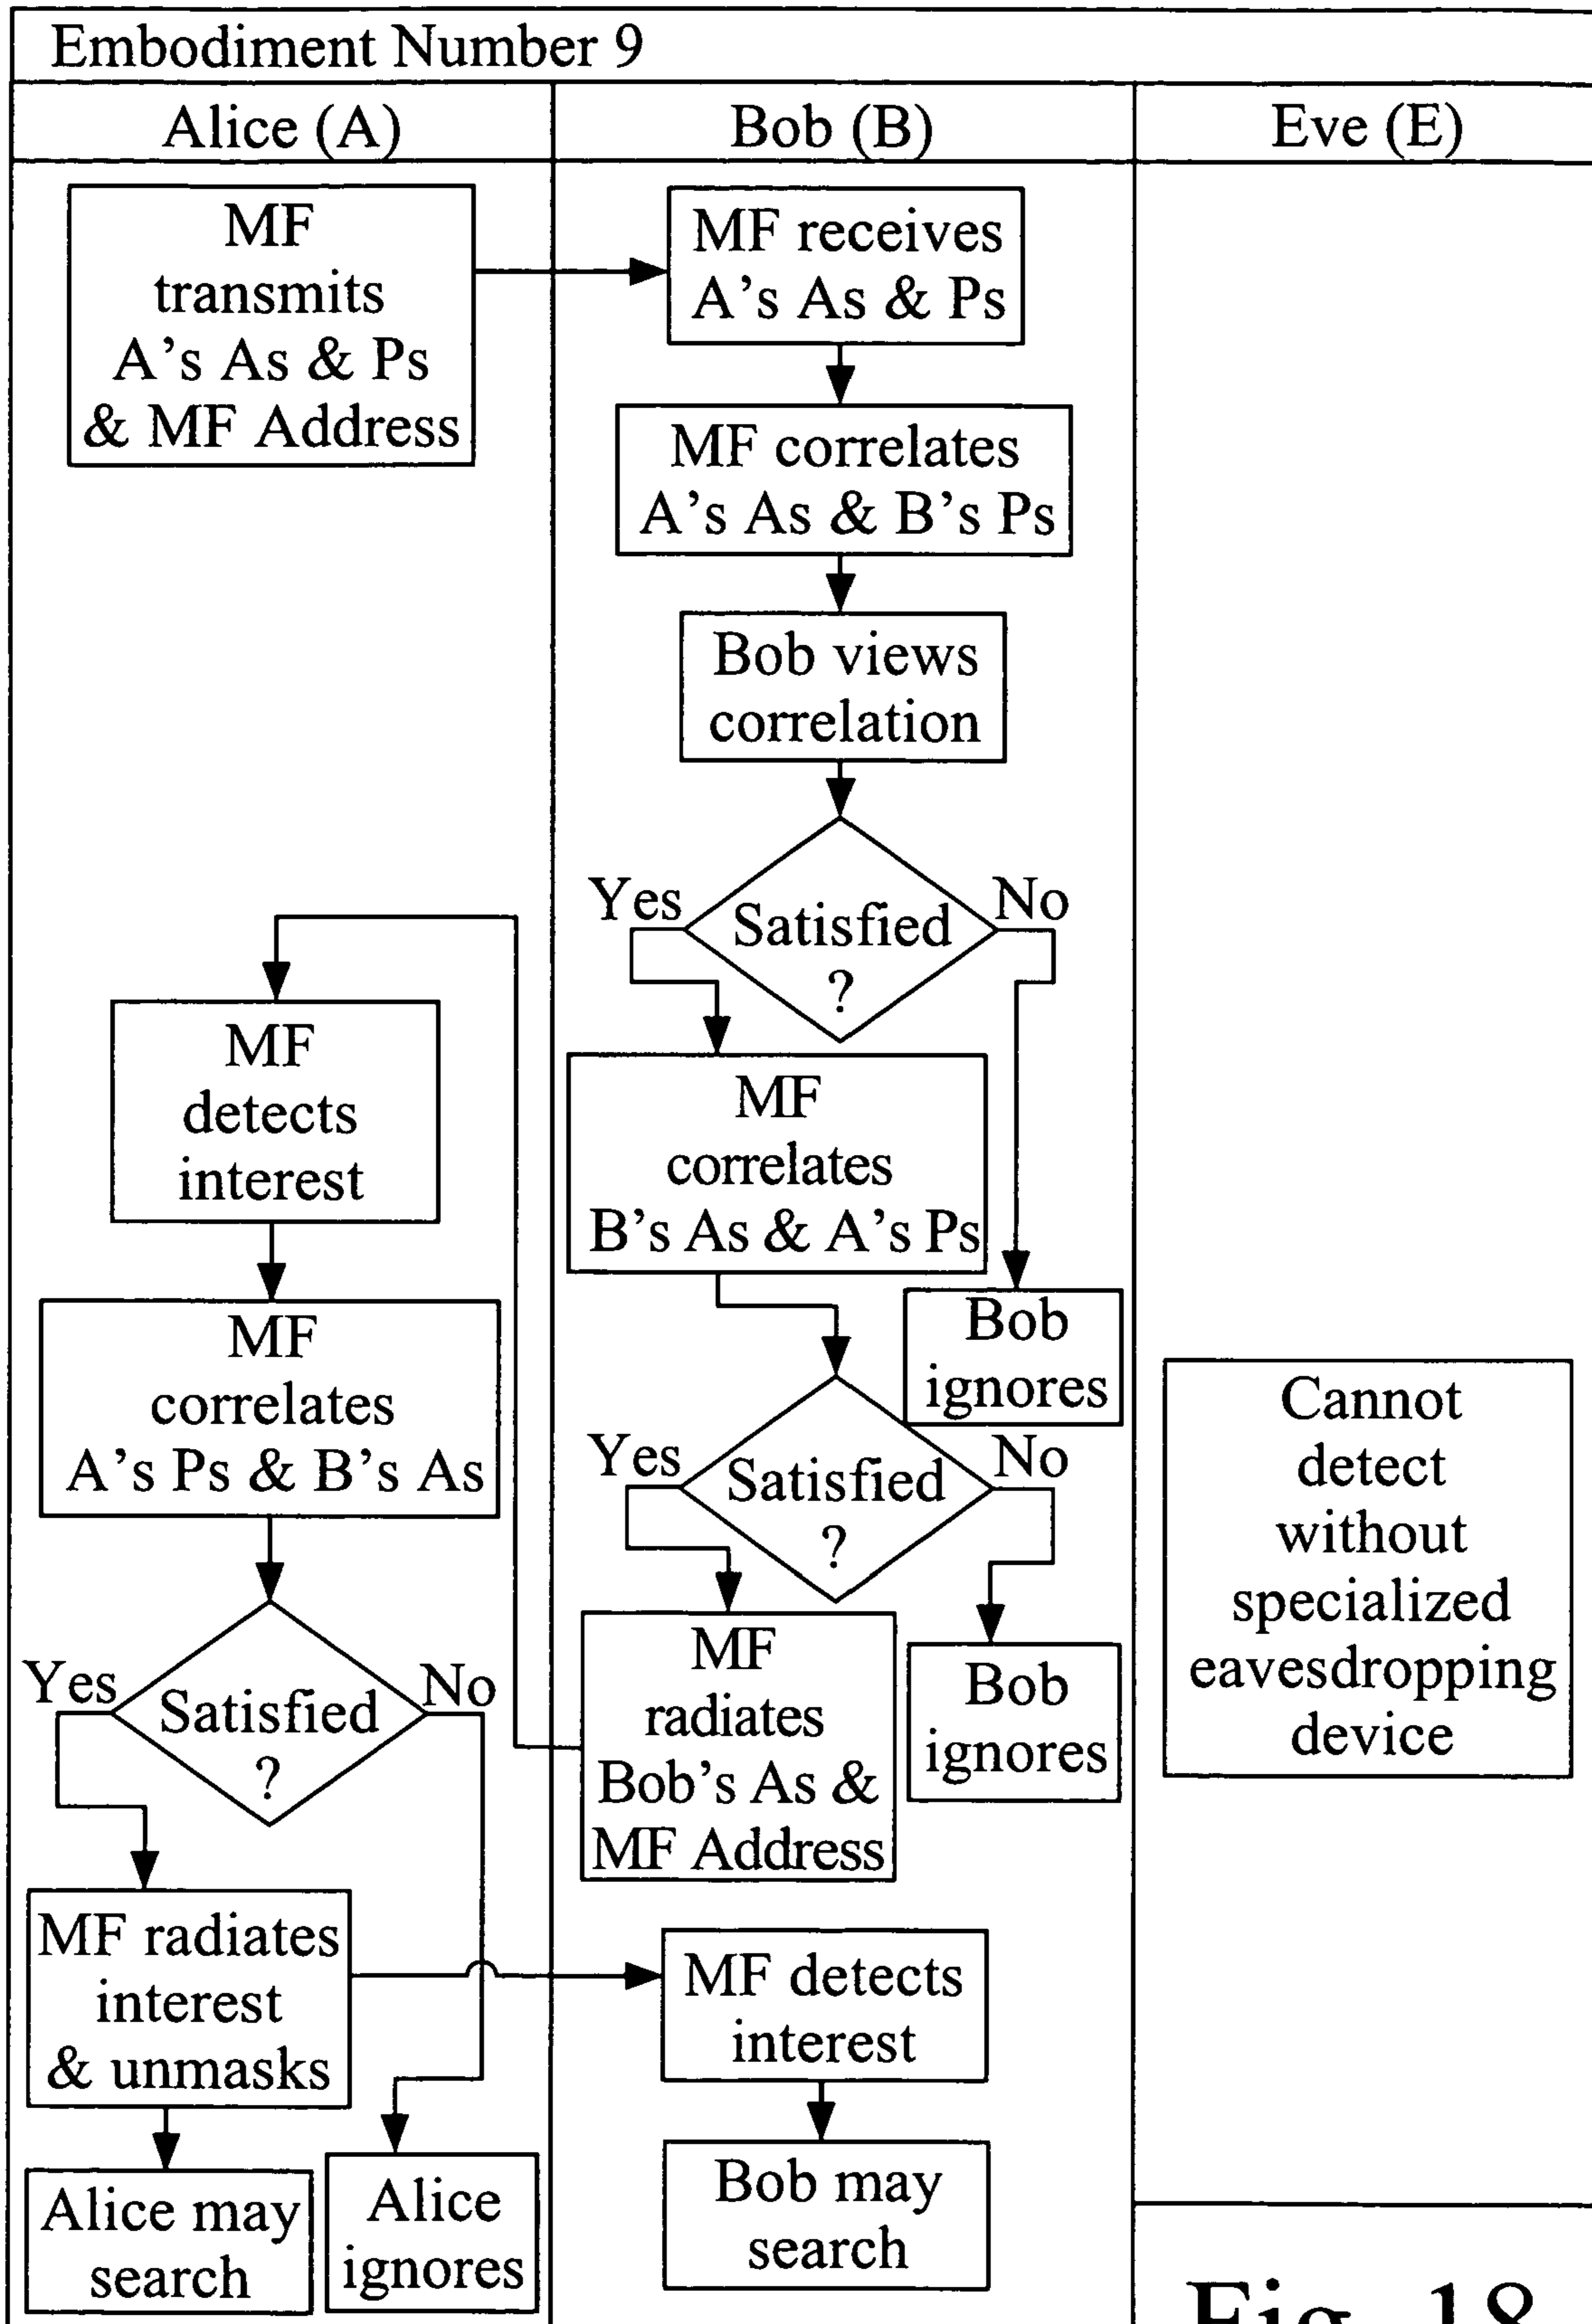 Embodiment Number 9
Alice (A)
Bob (B)
Eve (E)
MF
transmits
A's As & Ps
& MF Address
MF receives
A's As & Ps
MF correlates
A's As & B's Ps
Bob views
correlation
Yes
Satisfied
?
No
MF
correlates
B's As & A's Ps
Bob
ignores
Yes
Satisfied
?
No
MF
radiates
Bob's As &
MF Address
Bob
ignores
MF
detects
interest
MF
correlates
A's Ps & B's As
Yes
Satisfied
?
No
MF radiates
interest
& unmasks
Alice may
search
Alice
ignores
MF detects
interest
Bob may
search
Cannot
detect
without
specialized
eavesdropping
device
Fig. 18